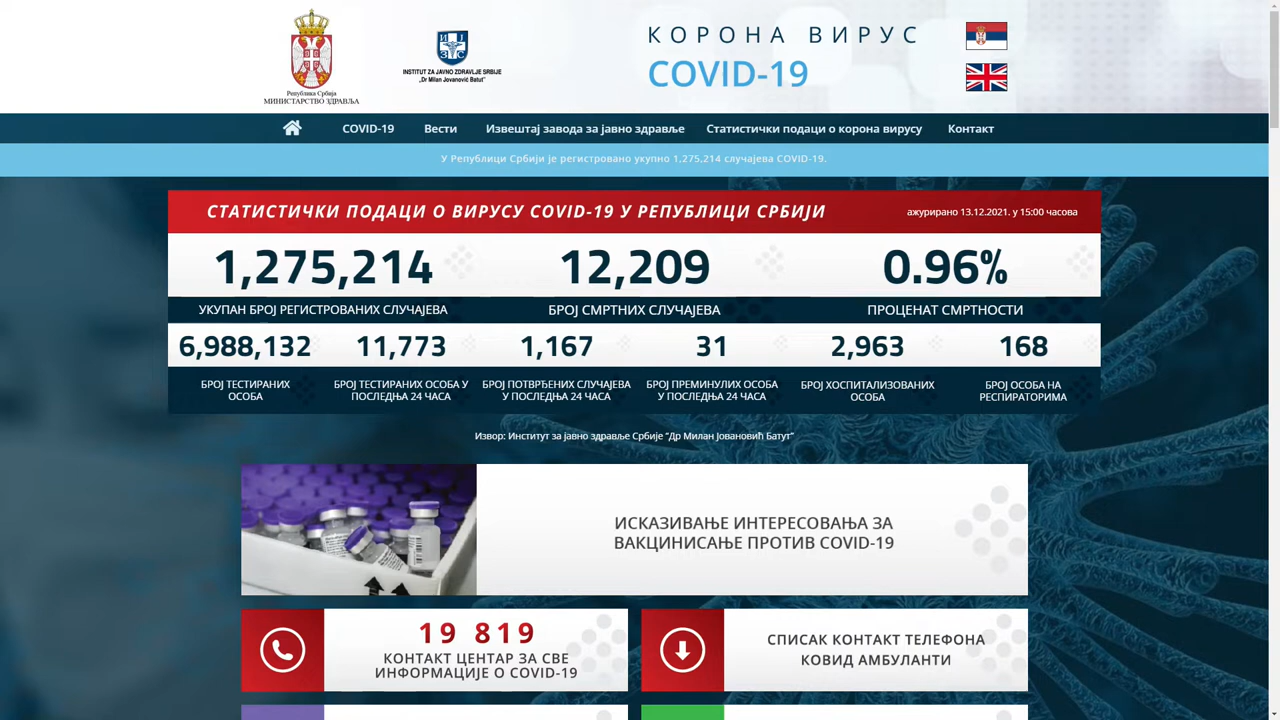 Република Србија
МИНИСТАРСТВО ЗДРАВЉА
ИЈ
ЗС
INSTITUT ZA JAVNO ZDRAVLJE SRBIJE
„Dr Milan Jovanović Batut"
КОРОНА ВИРУС
COVID-19
COVID-19 Вести Извештај завода за јавно здравље Статистички подаци о корона вирусу Контакт
У Републици Србији је регистровано укупно 1,275,214 случајева COVID-19.
СТАТИСТИЧКИ ПОДАЦИ О ВИРУСУ COVID-19 У РЕПУБЛИЦИ СРБИЈИ
ажурирано 13.12.2021. у 15:00 часова
1,275,214 12,209 0.96%
УКУПАН БРОЈ РЕГИСТРОВАНИХ СЛУЧАЈЕВА БРОЈ СМРТНИХ СЛУЧАЈЕВА ПРОЦЕНАТ СМРТНОСТИ
6,988,132 11,773 1,167 31 2,963 168
БРОЈ ТЕСТИРАНИХ
ОСОБА
БРОЈ ТЕСТИРАНИХ ОСОБА У
ПОСЛЕДЊА 24 ЧАСА
БРОЈ ПОТВРЂЕНИХ СЛУЧАЈЕВА
У ПОСЛЕДЊА 24 ЧАСА
БРОЈ ПРЕМИНУЛИХ ОСОБА
У ПОСЛЕДЊА 24 ЧАСА
БРОЈ ХОСПИТАЛИЗОВАНИХ
ОСОБА
БРОЈ ОСОБА НА
РЕСПИРАТОРИМА
Извор: Институт за јавно здравље Србије "Др Милан Јовановић Батут"
ИСКАЗИВАЊЕ ИНТЕРЕСОВАЊА ЗА
ВАКЦИНИСАЊЕ ПРОТИВ COVID-19
19 819
КОНТАКТ ЦЕНТАР ЗА СВЕ
ИНФОРМАЦИЈЕ О COVID-19
СПИСАК КОНТАКТ ТЕЛЕФОНА
КОВИД АМБУЛАНТИ